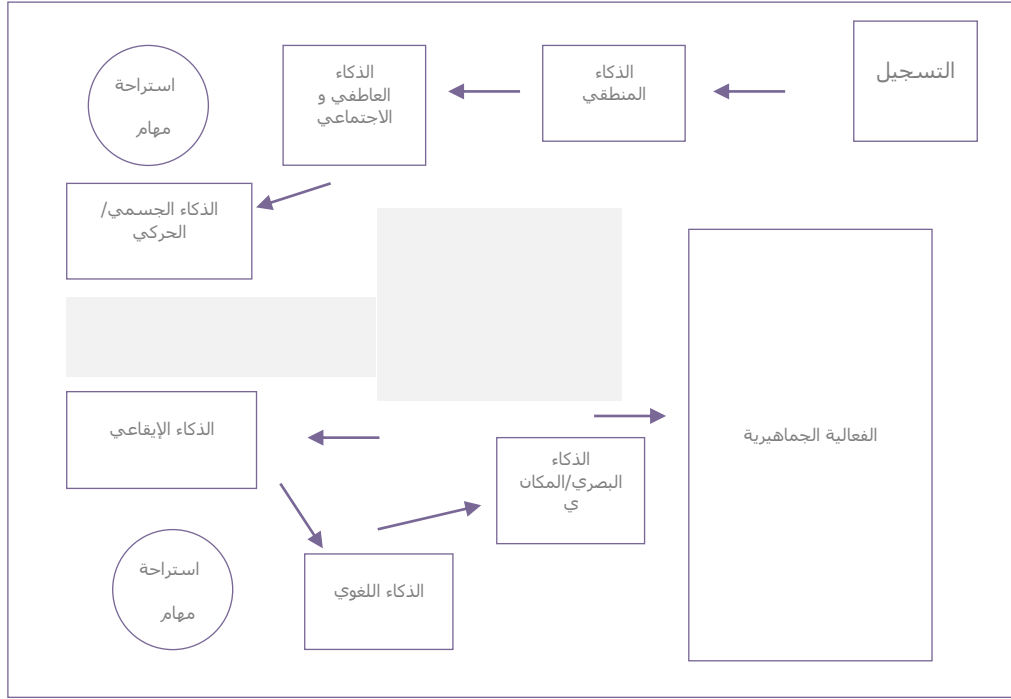 التسجيل
الذكاء
المنطقي
الذكاء
العاطفي و
الاجتماعي
استراحة
مهام
الذكاء الجسمي/
الحركي
الذكاء الإيقاعي
استراحة
مهام
الذكاء اللغوي
الذكاء
البصري/المكان
ي
الفعالية الجماهيرية